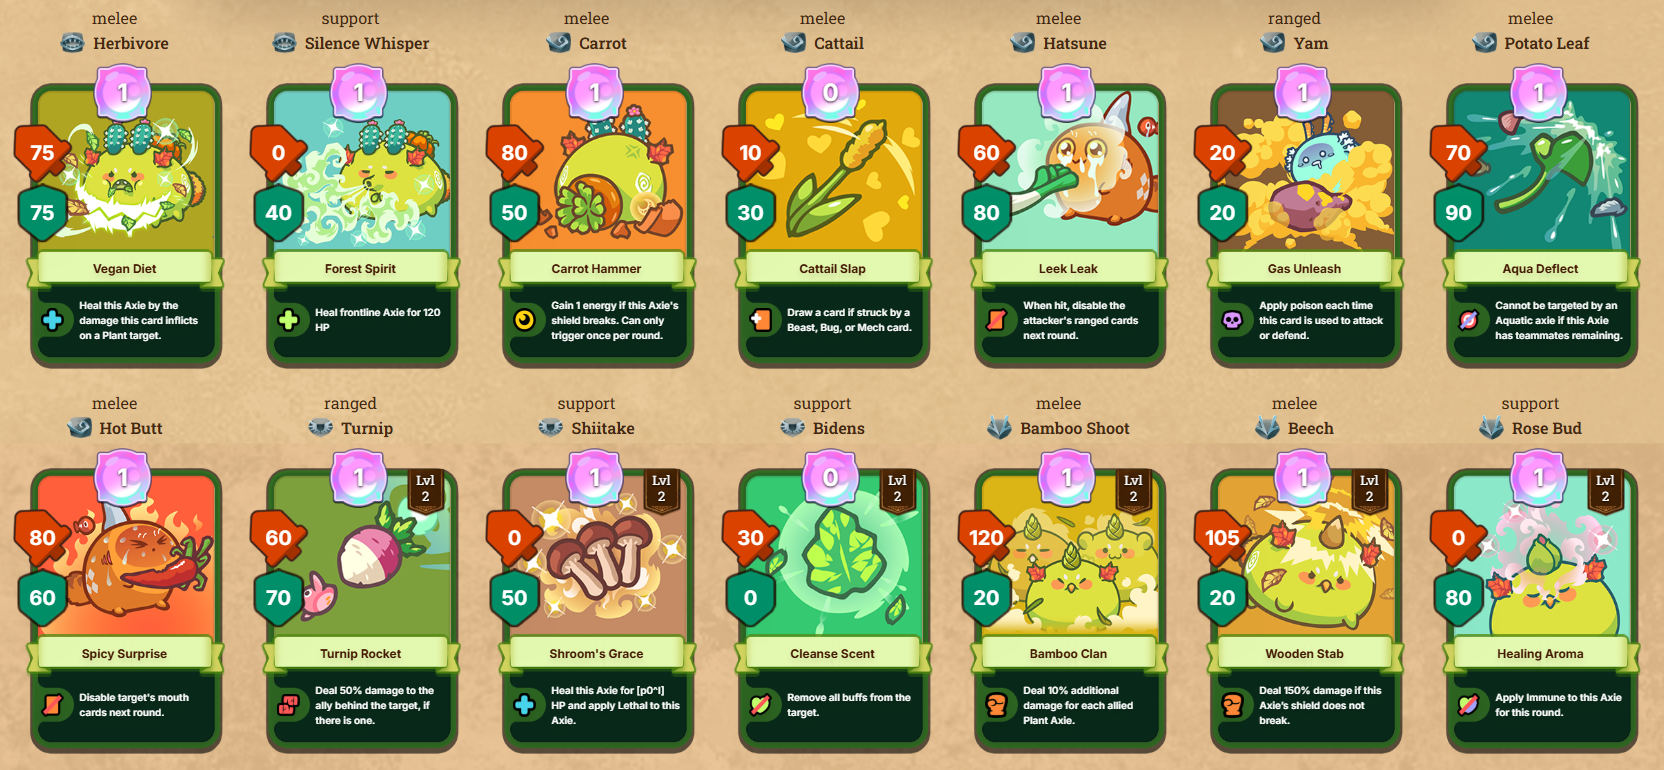 melee
Herbivore
1
75
75
Vegan Diet
Heal this Axie by the
damage this card inflicts
on a Plant target.
support
Silence Whisper
1
0
40
Forest Spirit
Heal frontline Axie for 120
HP
melee
Carrot
1
80
50
Carrot Hammer
Gain 1 energy if this Axie's
shield breaks. Can only
trigger once per round.
melee
Cattail
0
10
30
Cattail Slap
Draw a card if struck by a
Beast, Bug, or Mech card.
melee
Hatsune
1
60
80
Leek Leak
When hit, disable the
attacker's ranged cards
next round.
ranged
Yam
1
20
20
Gas Unleash
Apply poison each time
this card is used to attack
or defend.
melee
Potato Leaf
1
70
90
Aqua Deflect
Cannot be targeted by an
Aquatic axie if this Axie
has teammates remaining.
melee
Hot Butt
1
80
60
Spicy Surprise
Disable target's mouth
cards next round.
ranged
Turnip
1
Lvl
2
60
70
Turnip Rocket
Deal 50% damage to the
ally behind the target, if
there is one.
support
Shiitake
1
Lvl
2
0
50
Shroom's Grace
Heal this Axie for [p0^l]
HP and apply Lethal to this
Axie.
support
Bidens
0
Lvl
2
30
0
Cleanse Scent
Remove all buffs from the
target.
melee
Bamboo Shoot
1
Lvl
2
120
20
Bamboo Clan
Deal 10% additional
damage for each allied
Plant Axie.
melee
Beech
1
Lvl
2
105
20
Wooden Stab
Deal 150% damage if this
Axie's shield does not
break.
support
Rose Bud
1
Lvl
2
0
80
Healing Aroma
Apply Immune to this Axie
for this round.